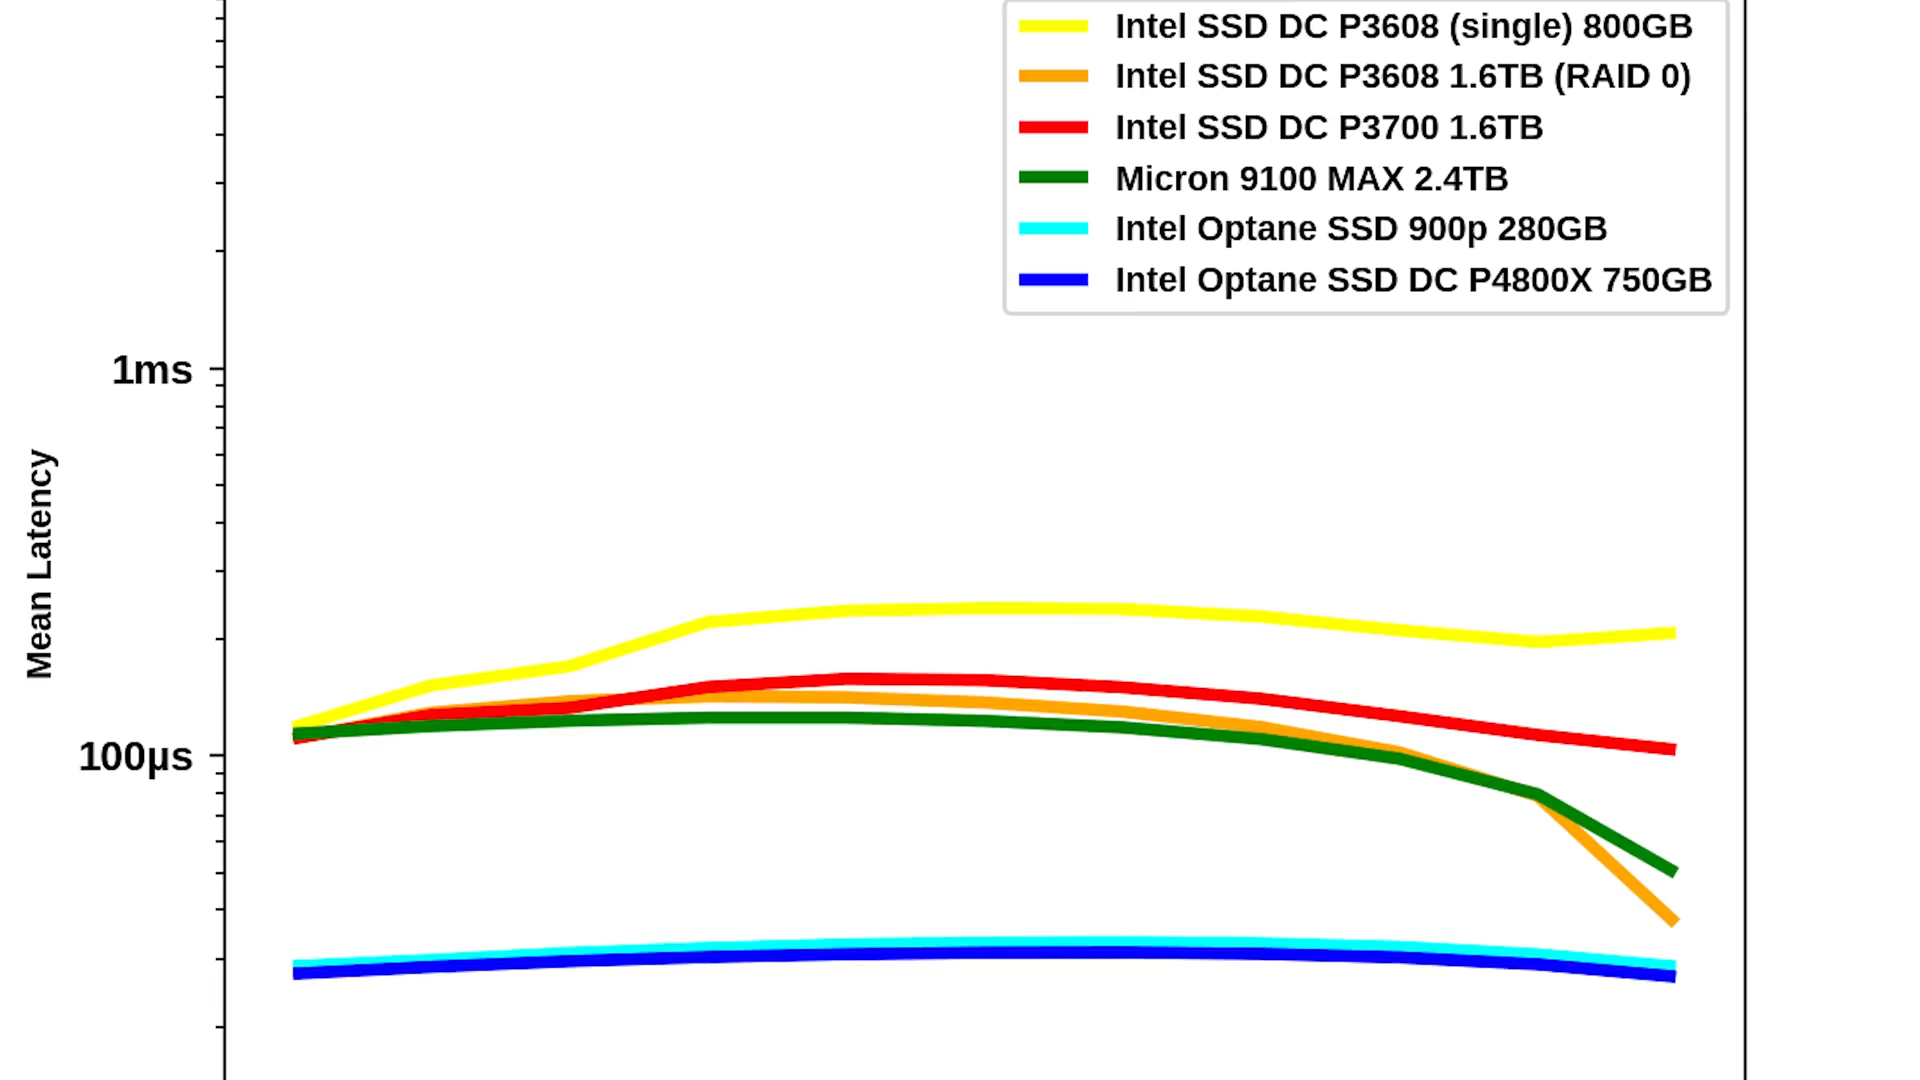 Intel SSD DC P3608 (single) 800GB
Intel SSD DC P3608 1.6TB (RAID 0)
Intel SSD DC P3700 1.6TB
Micron 9100 MAX 2.4TB
Intel Optane SSD 900p 280GB
Intel Optane SSD DC P4800X 750GB
1ms
Mean Latency
100µs